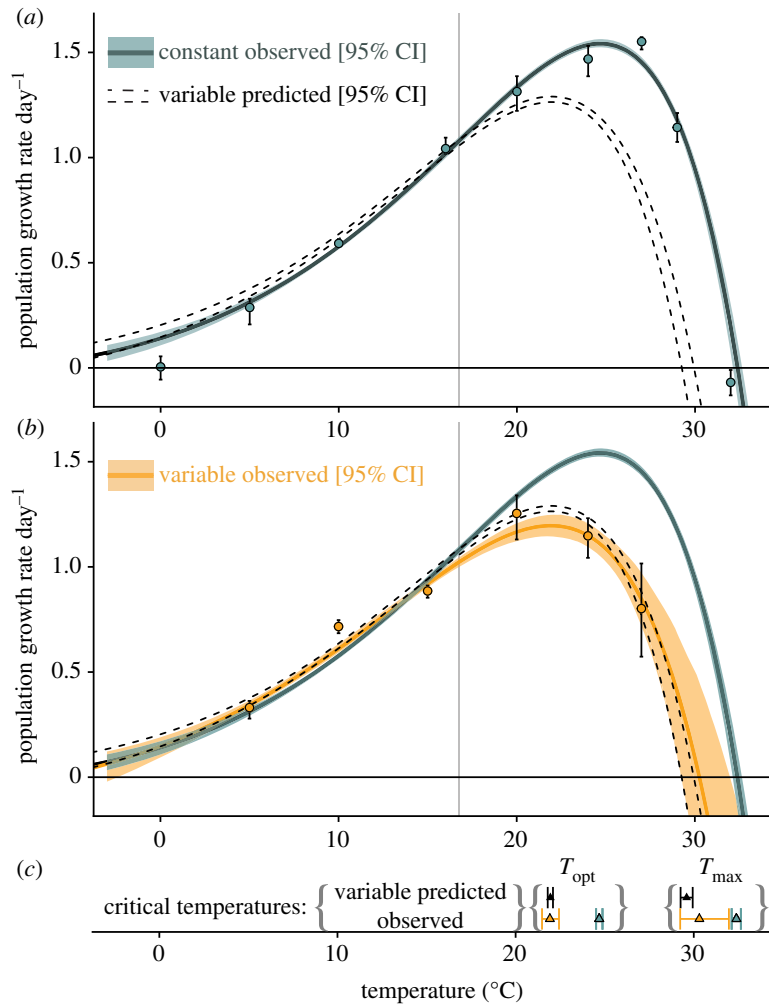 (a)
constant observed [95% CI]
variable predicted [95% CI]
population growth rate day⁻¹
1.5
1.0
0.5
0
0 10 20 30
(b)
variable observed [95% CI]
population growth rate day⁻¹
1.5
1.0
0.5
0
0 10 20 30
(c)
T_opt T_max
critical temperatures: { variable predicted } { } { }
observed
0 10 20 30
temperature (°C)